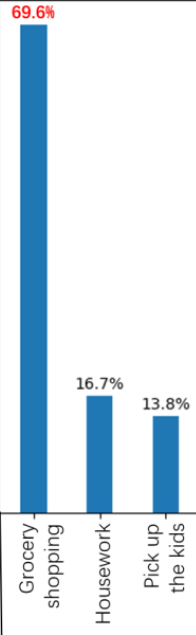 69.6%
16.7%
13.8%
Grocery
shopping
Housework
Pick up
the kids